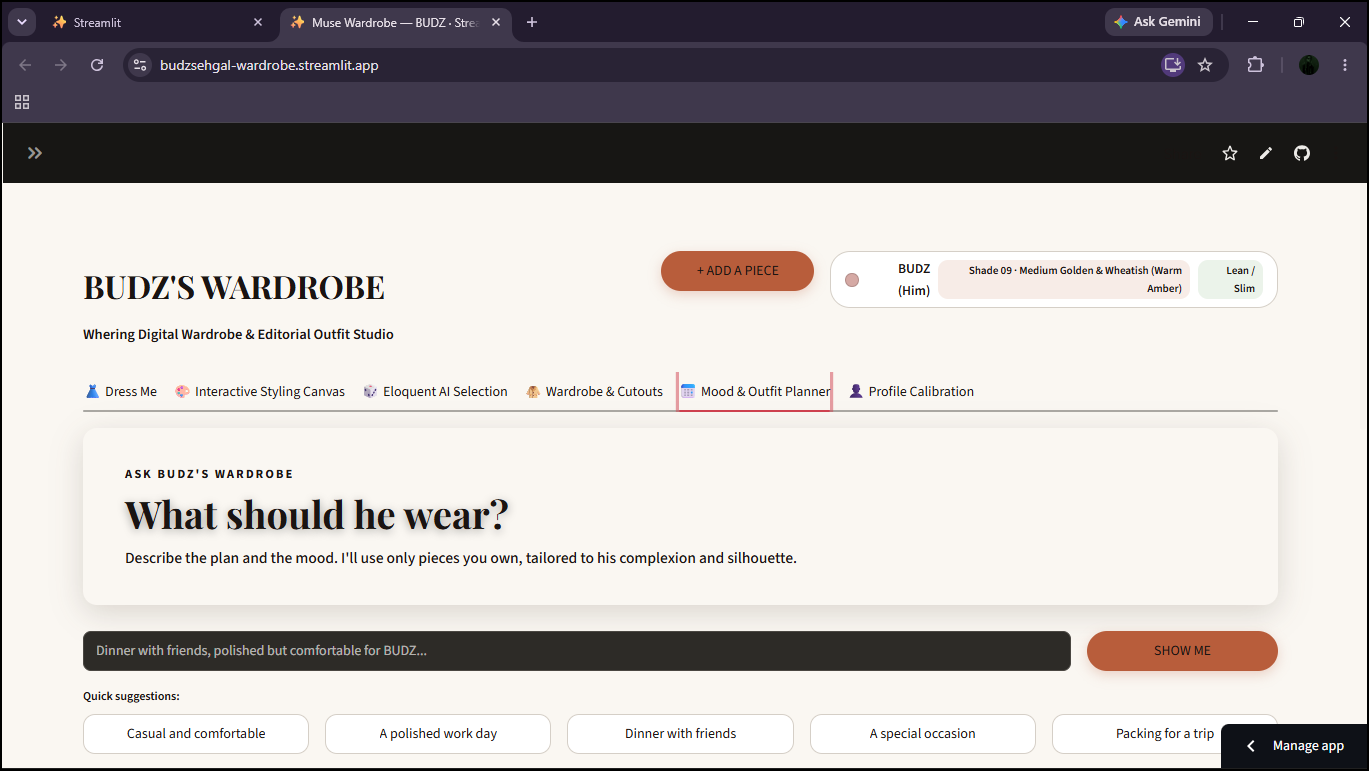 Streamlit
Muse Wardrobe — BUDZ · Strea
Ask Gemini
budzsehgal-wardrobe.streamlit.app
BUDZ'S WARDROBE
+ ADD A PIECE
BUDZ
(Him)
Shade 09 · Medium Golden & Wheatish (Warm
Amber)
Lean /
Slim
Whering Digital Wardrobe & Editorial Outfit Studio
Dress Me
Interactive Styling Canvas
Eloquent AI Selection
Wardrobe & Cutouts
Mood & Outfit Planner
Profile Calibration
ASK BUDZ'S WARDROBE
What should he wear?
Describe the plan and the mood. I'll use only pieces you own, tailored to his complexion and silhouette.
Dinner with friends, polished but comfortable for BUDZ...
SHOW ME
Quick suggestions:
Casual and comfortable
A polished work day
Dinner with friends
A special occasion
Packing for a trip
Manage app